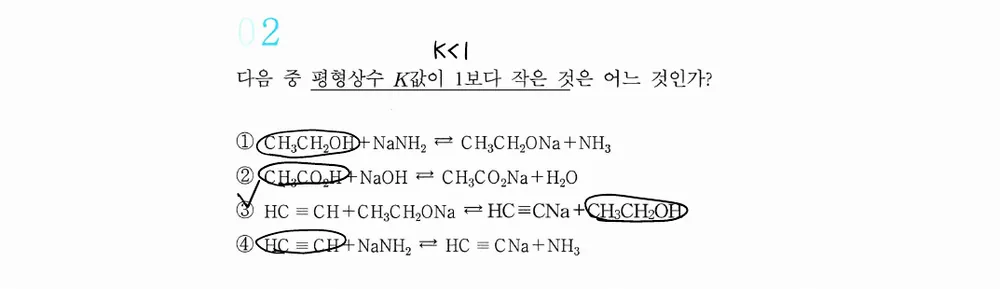 02
K<<1
다음 중 평형상수 K값이 1보다 작은 것은 어느 것인가?
① CH₃CH₂OH+NaNH₂ ⇌ CH₃CH₂ONa+NH₃
② CH₃CO₂H+NaOH ⇌ CH₃CO₂Na+H₂O
③ HC≡CH+CH₃CH₂ONa ⇌ HC≡CNa+CH₃CH₂OH
④ HC≡CH+NaNH₂ ⇌ HC≡CNa+NH₃